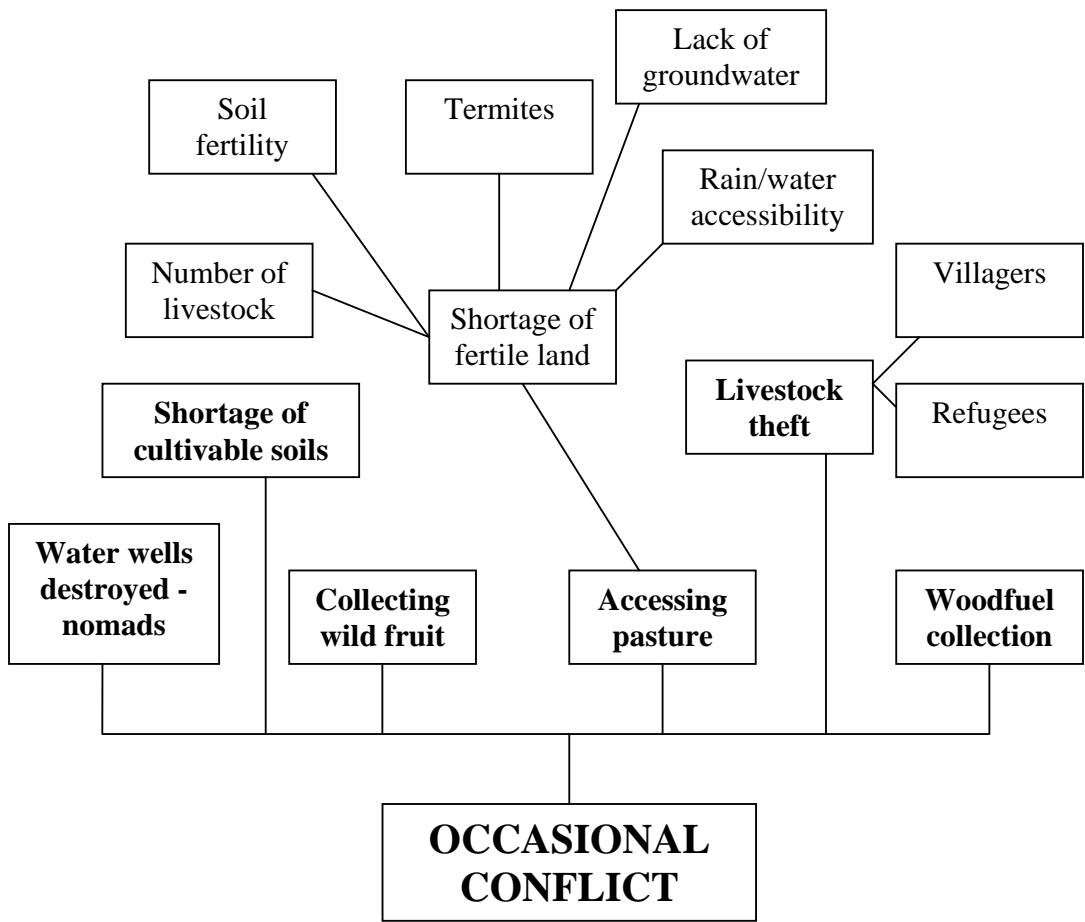 Lack of
groundwater
Soil
fertility
Termites
Rain/water
accessibility
Number of
livestock
Villagers
Shortage of
fertile land
Livestock
theft
Refugees
Shortage of
cultivable soils
Water wells
destroyed -
nomads
Collecting
wild fruit
Accessing
pasture
Woodfuel
collection
OCCASIONAL
CONFLICT